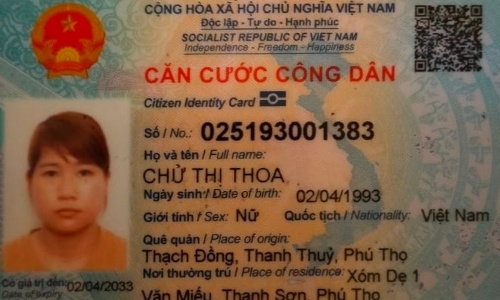 CỘNG HÒA XÃ HỘI CHỦ NGHĨA VIỆT NAM
Độc lập - Tự do - Hạnh phúc
SOCIALIST REPUBLIC OF VIET NAM
Independence - Freedom - Happiness
CĂN CƯỚC CÔNG DÂN
Citizen Identity Card
Số / No.: 025193001383
Họ và tên / Full name:
CHỬ THỊ THOA
Ngày sinh / Date of birth: 02/04/1993
Giới tính / Sex: Nữ Quốc tịch / Nationality: Việt Nam
Quê quán / Place of origin:
Thạch Đồng, Thanh Thuỷ, Phú Thọ
Nơi thường trú / Place of residence: Xóm Dẹ 1
Văn Miếu, Thanh Sơn, Phú Thọ
Có giá trị đến: 02/04/2033
Date of expiry